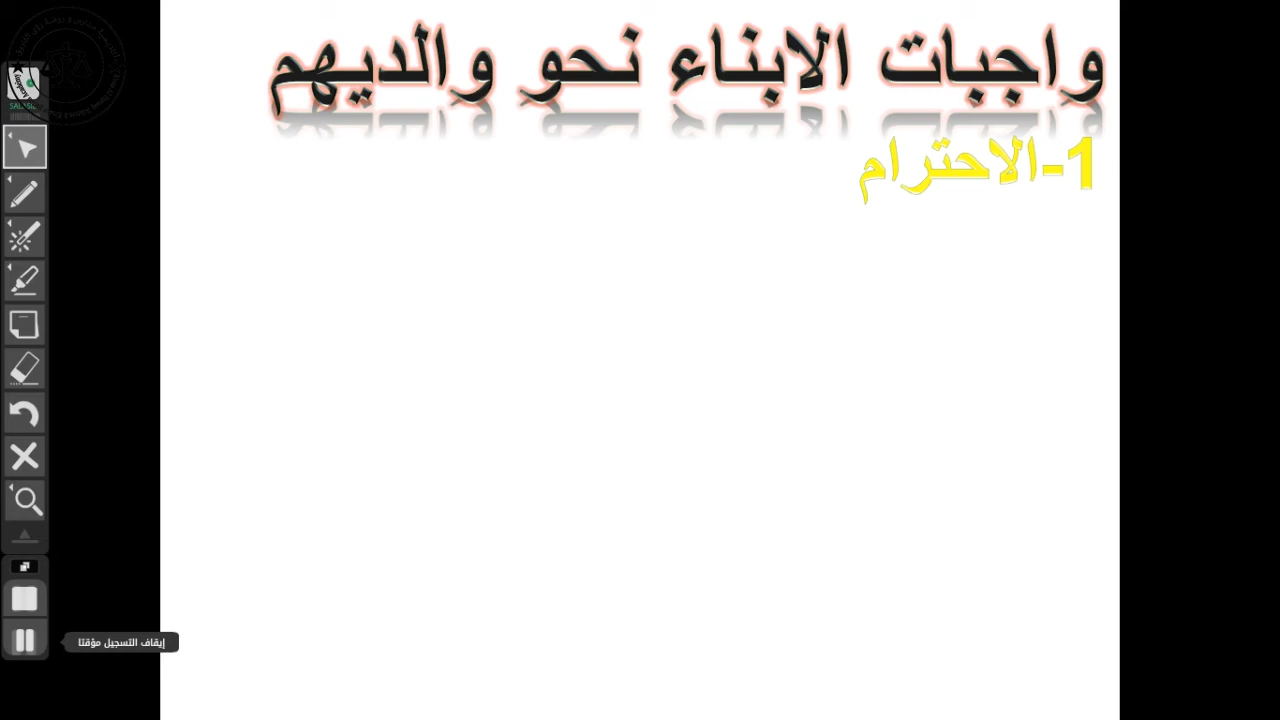 واجبات الابناء نحو والديهم
1-الاحترام
إيقاف التسجيل مؤقتا